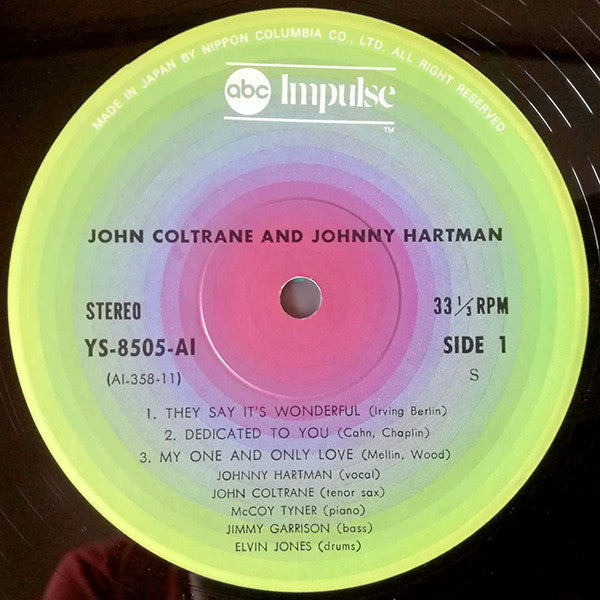 MADE IN JAPAN BY NIPPON COLUMBIA CO., LTD. ALL RIGHT RESERVED.
abc Impulse
TM
JOHN COLTRANE AND JOHNNY HARTMAN
STEREO
33 1/3 RPM
YS-8505-AI
SIDE 1
(AI-358-11)
S
1. THEY SAY IT'S WONDERFUL (Irving Berlin)
2. DEDICATED TO YOU (Cahn, Chaplin)
3. MY ONE AND ONLY LOVE (Mellin, Wood)
JOHNNY HARTMAN (vocal)
JOHN COLTRANE (tenor sax)
McCOY TYNER (piano)
JIMMY GARRISON (bass)
ELVIN JONES (drums)